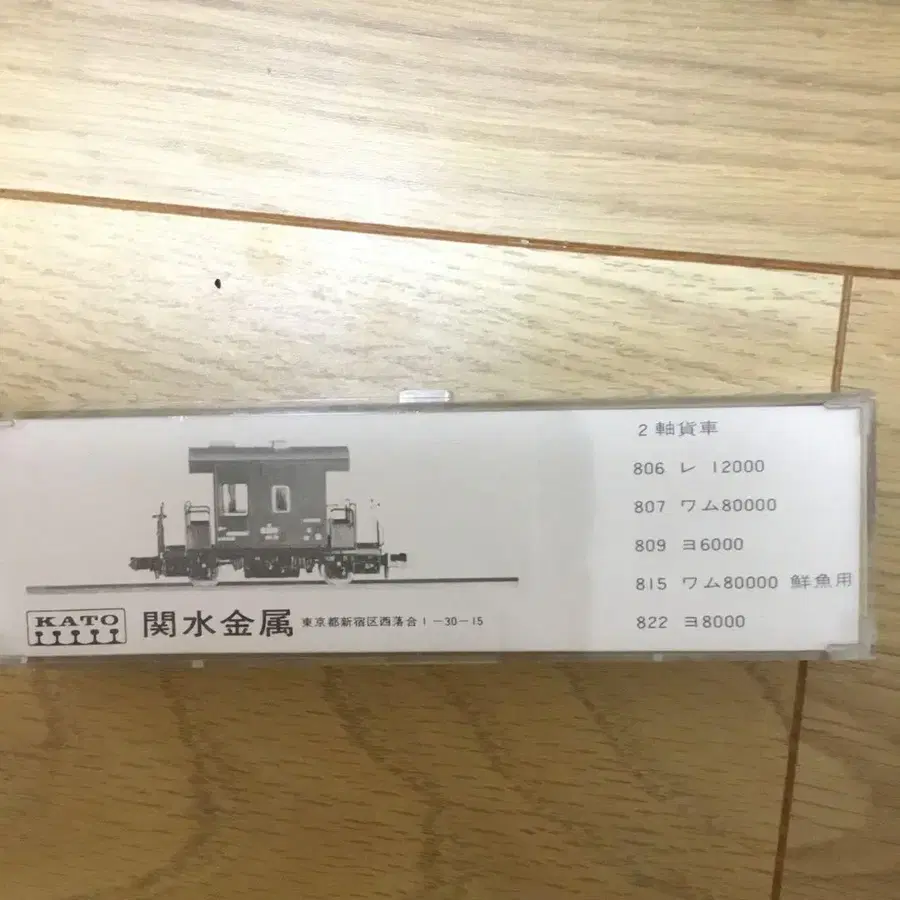 2軸貨車
806 レ 12000
807 ワム80000
809 ヨ6000
815 ワム80000 鮮魚用
822 ヨ8000
KATO 関水金属 東京都新宿区西落合1-30-15